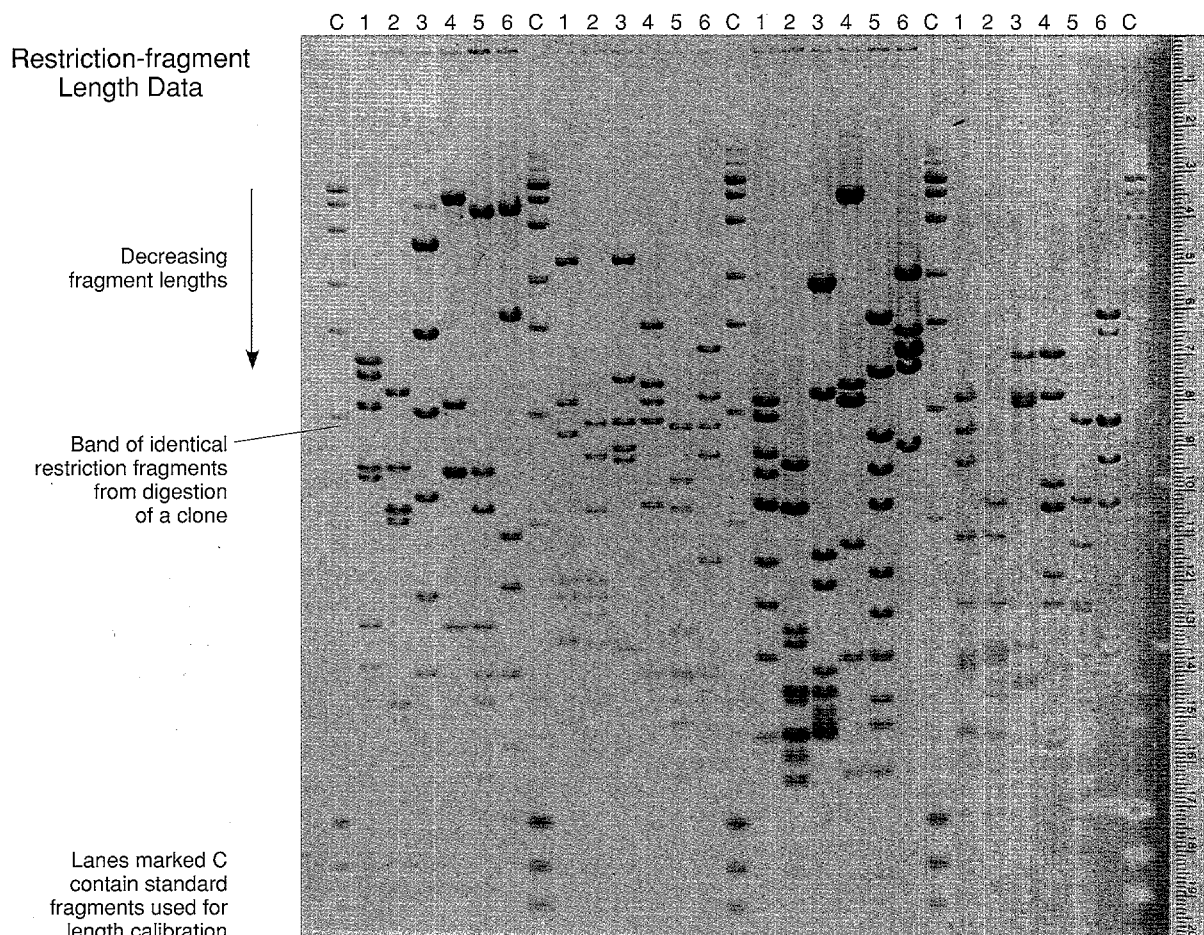 C 1 2 3 4 5 6 C 1 2 3 4 5 6 C 1 2 3 4 5 6 C 1 2 3 4 5 6 C
Restriction-fragment
Length Data
Decreasing
fragment lengths
Band of identical
restriction fragments
from digestion
of a clone
Lanes marked C
contain standard
fragments used for
length calibration